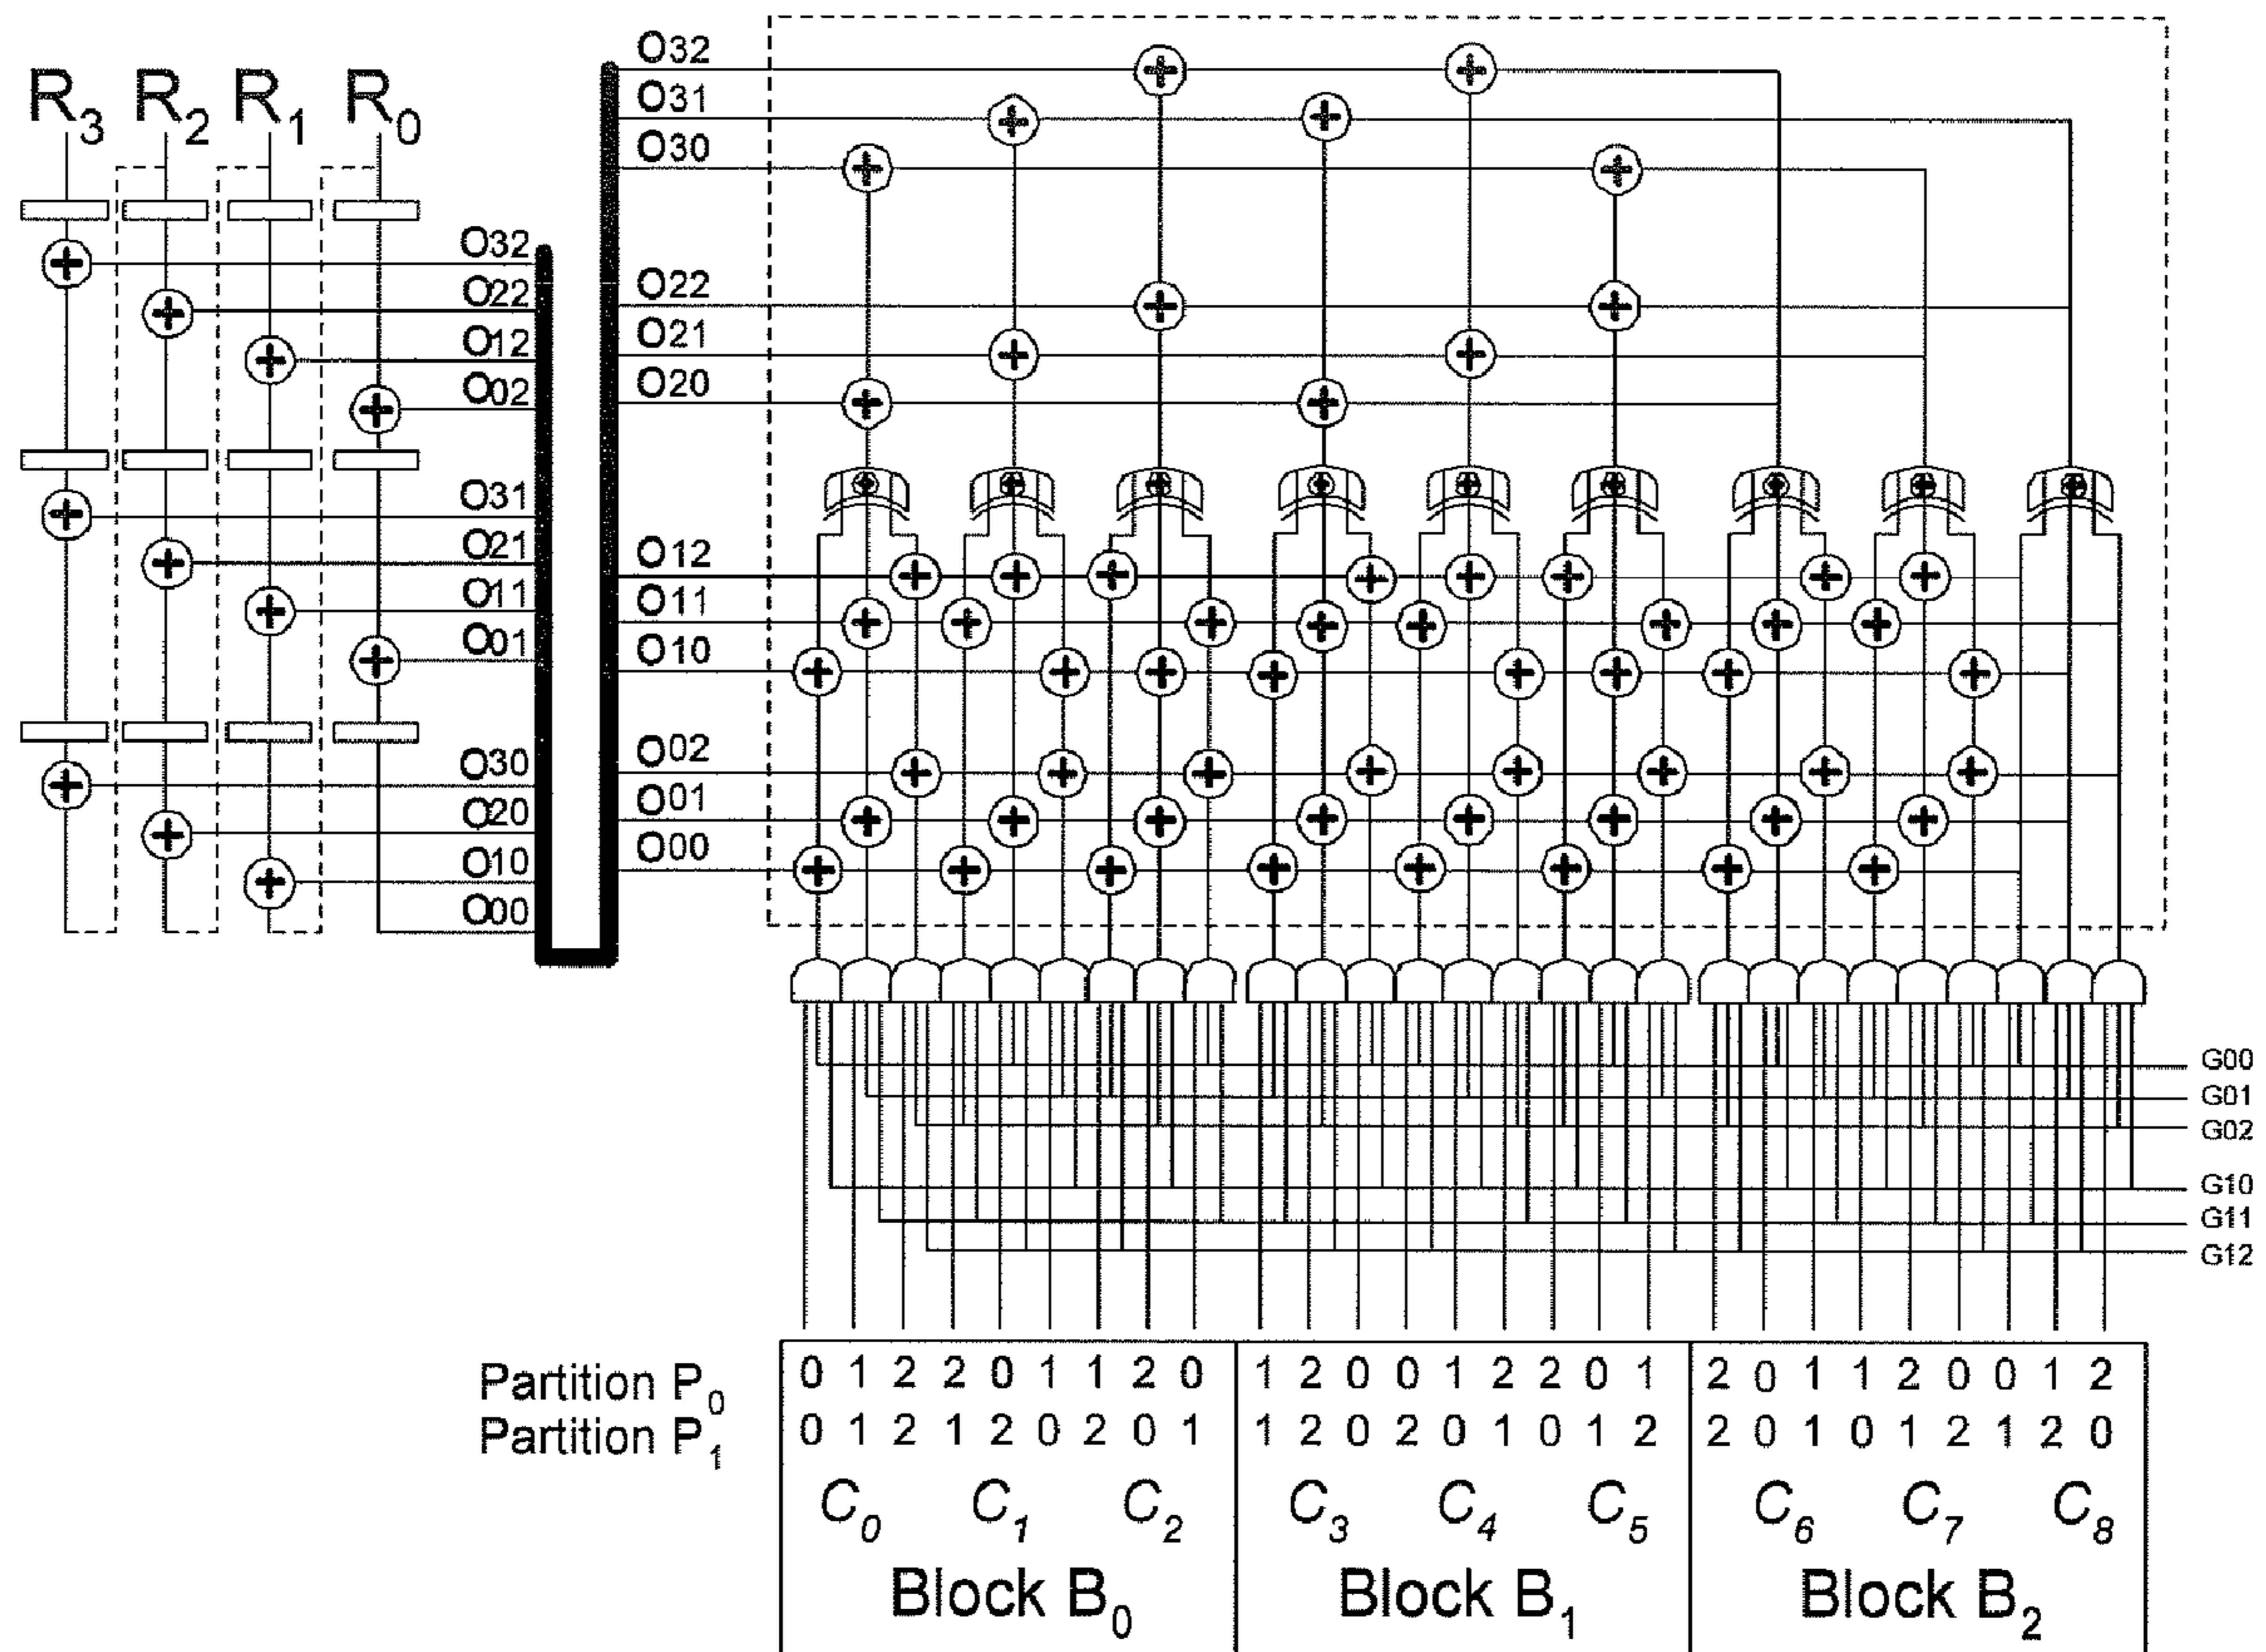 R3 R2 R1 R0
O32
O22
O12
O02
O31
O21
O11
O01
O30
O20
O10
O00
O32
O31
O30
O22
O21
O20
O12
O11
O10
O02
O01
O00
G00
G01
G02
G10
G11
G12
Partition P0 0 1 2 2 0 1 1 2 0 1 2 0 0 1 2 2 0 1 2 0 1 1 2 0 0 1 2
Partition P1 0 1 2 1 2 0 2 0 1 1 2 0 2 0 1 0 1 2 2 0 1 0 1 2 1 2 0
C0 C1 C2 C3 C4 C5 C6 C7 C8
Block B0 Block B1 Block B2